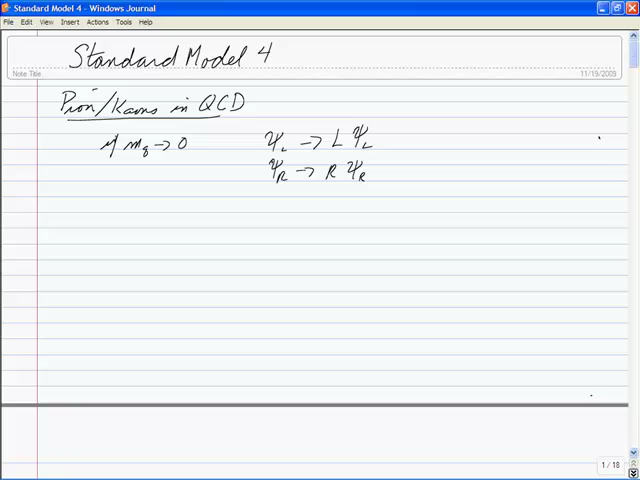 Standard Model 4 - Windows Journal
File Edit View Insert Actions Tools Help
Standard Model 4
Note Title
11/19/2009
Pion/Kaons in QCD
if m_q → 0 ψ_L → L ψ_L
ψ_R → R ψ_R
1 / 18